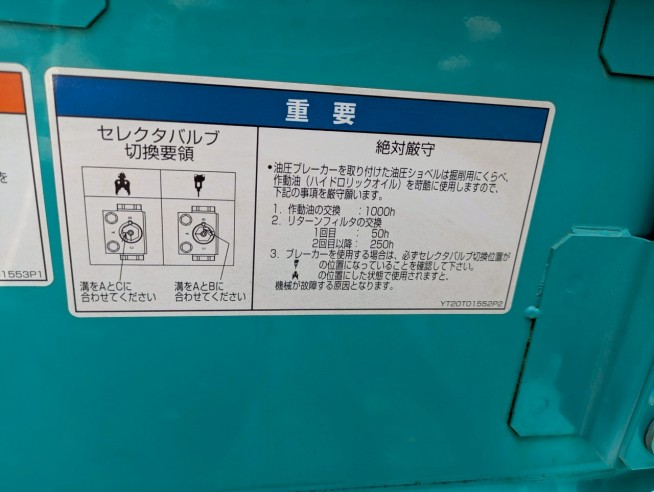 重要
セレクタバルブ
切換要領
溝をAとCに
合わせてください
溝をAとBに
合わせてください
絶対厳守
•油圧ブレーカーを取り付けた油圧ショベルは掘削用にくらべ、
作動油(ハイドロリックオイル)を苛酷に使用しますので、
下記の事項を厳守願います。
1. 作動油の交換 : 1000h
2. リターンフィルタの交換
1回目 : 50h
2回目以降 : 250h
3. ブレーカーを使用する場合は、必ずセレクタバルブ切換位置が
の位置になっていることを確認して下さい。
の位置にした状態で使用されますと、
機械が故障する原因となります。
YT20T01552P2
を
1553P1